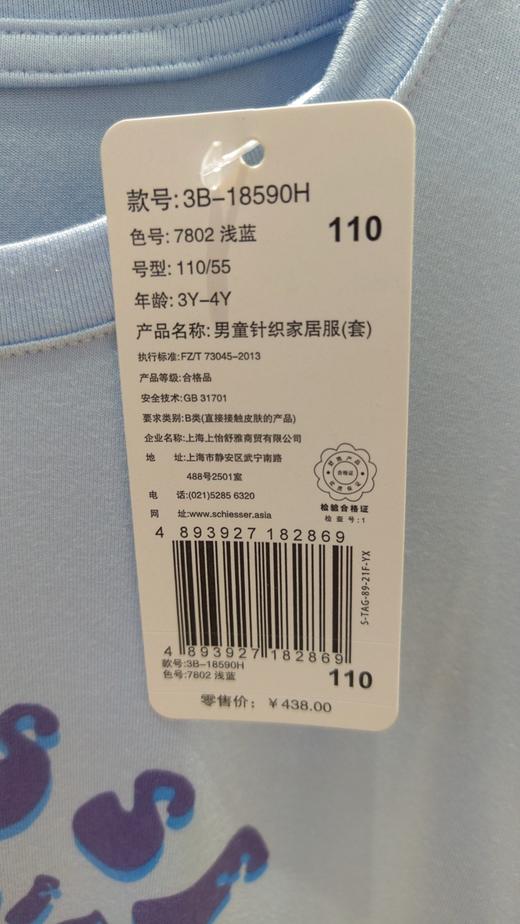 款号:3B-18590H
色号: 7802 浅蓝 110
号型: 110/55
年龄: 3Y-4Y
产品名称: 男童针织家居服(套)
执行标准:FZ/T 73045-2013
产品等级:合格品
安全技术:GB 31701
要求类别:B类(直接接触皮肤的产品)
企业名称:上海上怡舒雅商贸有限公司
地 址:上海市静安区武宁南路
488号2501室
电 话:(021)5285 6320
网 址:www.schiesser.asia
合格证
检验合格证
检查号:1
4 893927 182869
S-TAG-89-21F-YX
4 893927 182869
款号:3B-18590H
色号:7802 浅蓝 110
零售价: ¥438.00